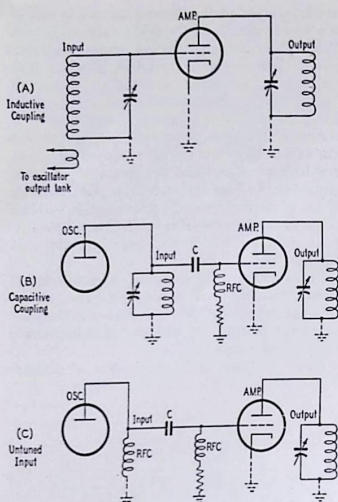 AMP.
Input
Output
(A)
Inductive
Coupling
To oscillator
output tank
OSC.
AMP.
Input
C
Output
(B)
Capacitive
Coupling
RFC
OSC.
AMP.
Input
C
Output
(C)
Untuned
Input
RFC
RFC